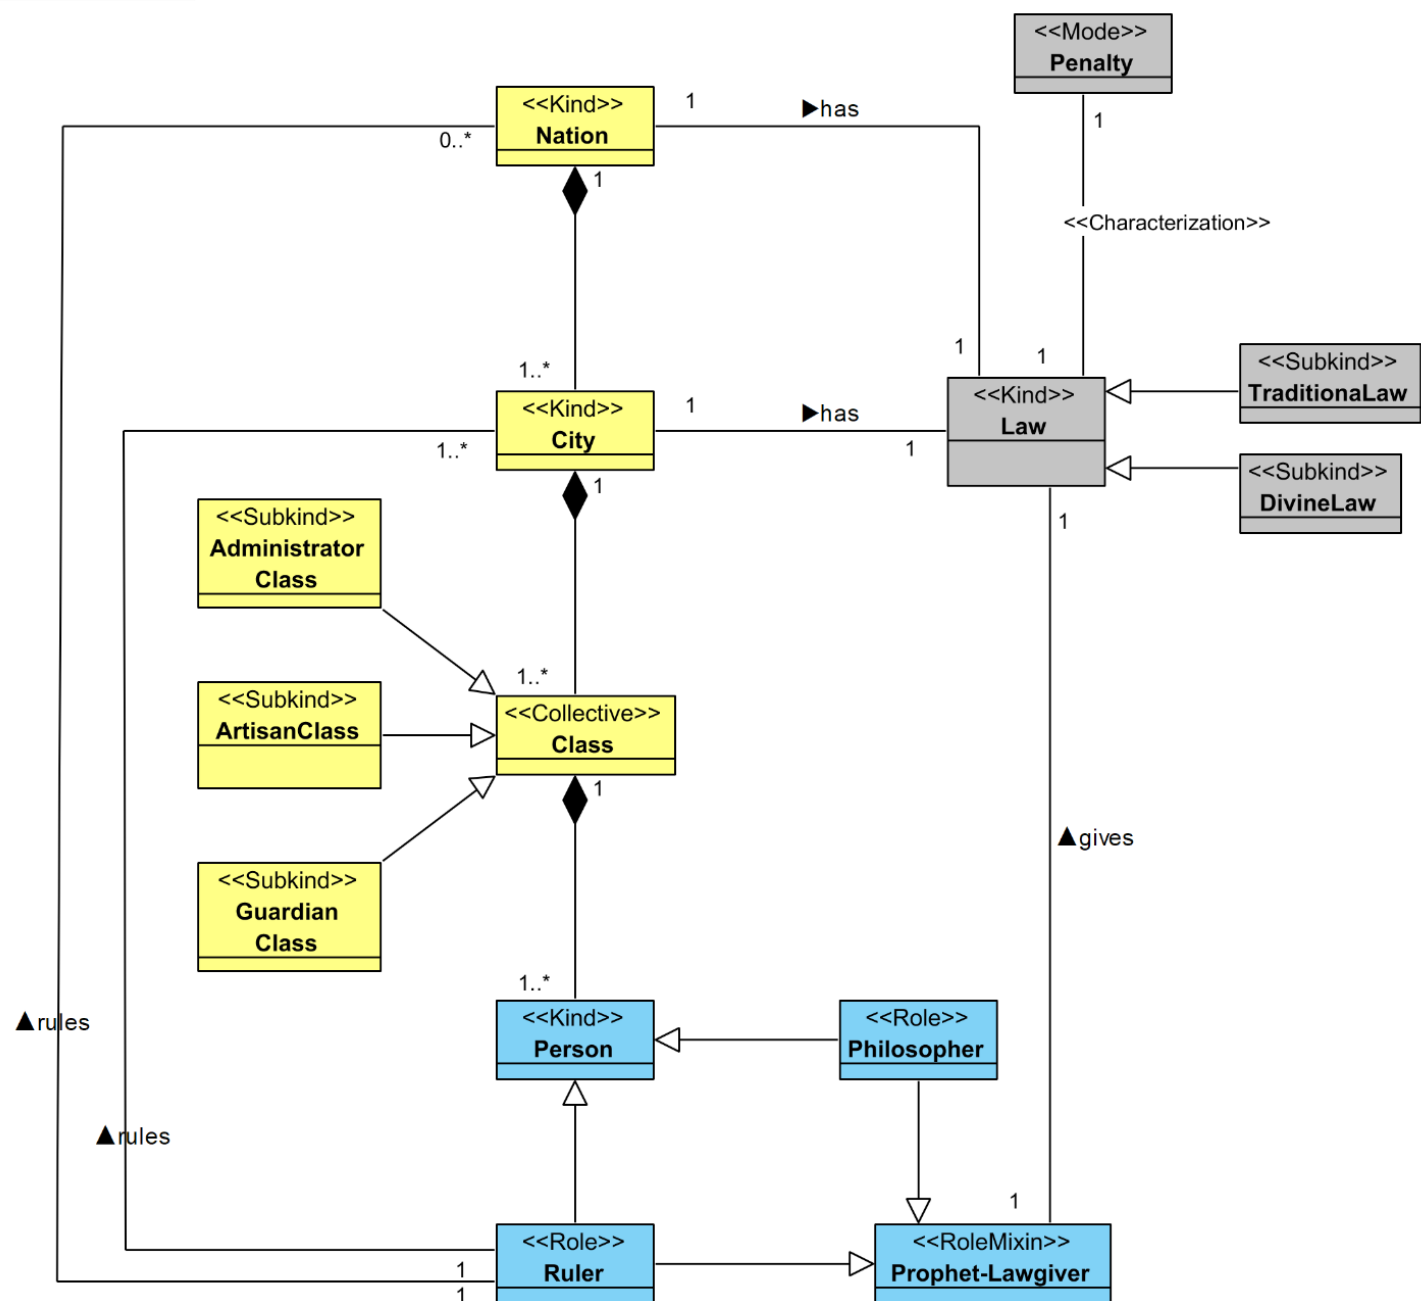 <<Mode>>
Penalty
<<Kind>>
Nation
1
▶has
0..*
1
1
<<Characterization>>
1..*
1
1
<<Kind>>
City
1
▶has
1..*
1
1
<<Kind>>
Law
<<Subkind>>
TraditionaLaw
<<Subkind>>
DivineLaw
1
<<Subkind>>
Administrator
Class
1..*
<<Subkind>>
ArtisanClass
<<Collective>>
Class
1
▲gives
<<Subkind>>
Guardian
Class
1..*
▲rules
<<Kind>>
Person
<<Role>>
Philosopher
▲rules
1
<<Role>>
Ruler
1
1
<<RoleMixin>>
Prophet-Lawgiver